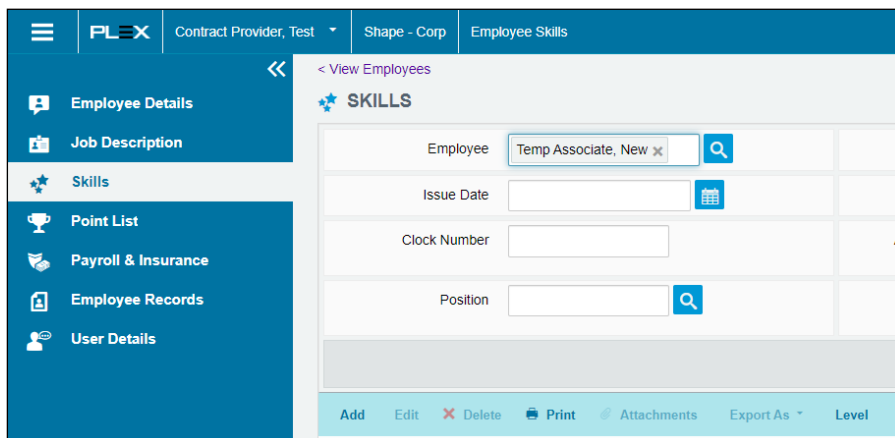 PLEX Contract Provider, Test Shape - Corp Employee Skills
< View Employees
Employee Details
Job Description
Skills
Point List
Payroll & Insurance
Employee Records
User Details
SKILLS
Employee Temp Associate, New ×
Issue Date
Clock Number
Position
Add Edit Delete Print Attachments Export As Level